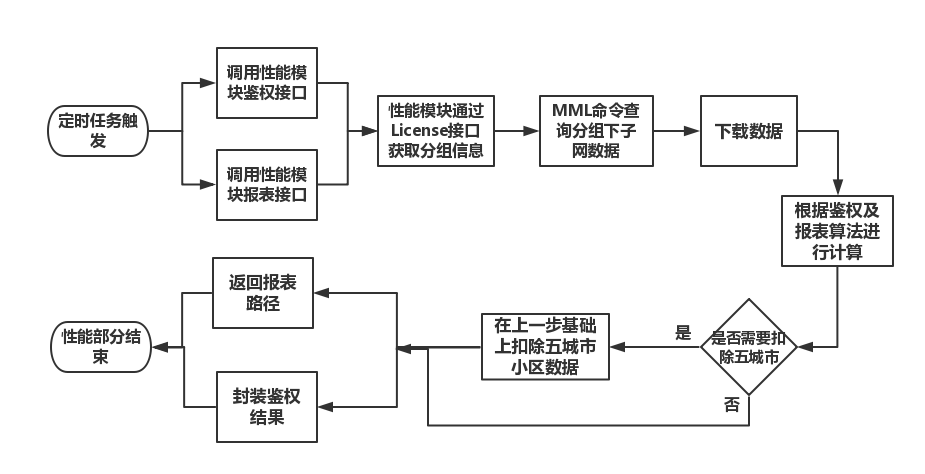 定时任务触
发
调用性能模
块鉴权接口
调用性能模
块报表接口
性能模块通过
License接口
获取分组信息
MML命令查
询分组下子
网数据
下载数据
根据鉴权及
报表算法进
行计算
是否需要扣
除五城市
是
否
在上一步基础
上扣除五城市
小区数据
返回报表
路径
封装鉴权
结果
性能部分结
束